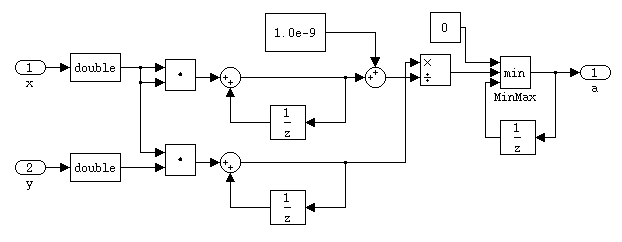 1.0e-9
0
1
x
double
*
+
+
+
+
×
÷
min
MinMax
1
a
1
z
1
z
2
y
double
*
+
+
1
z